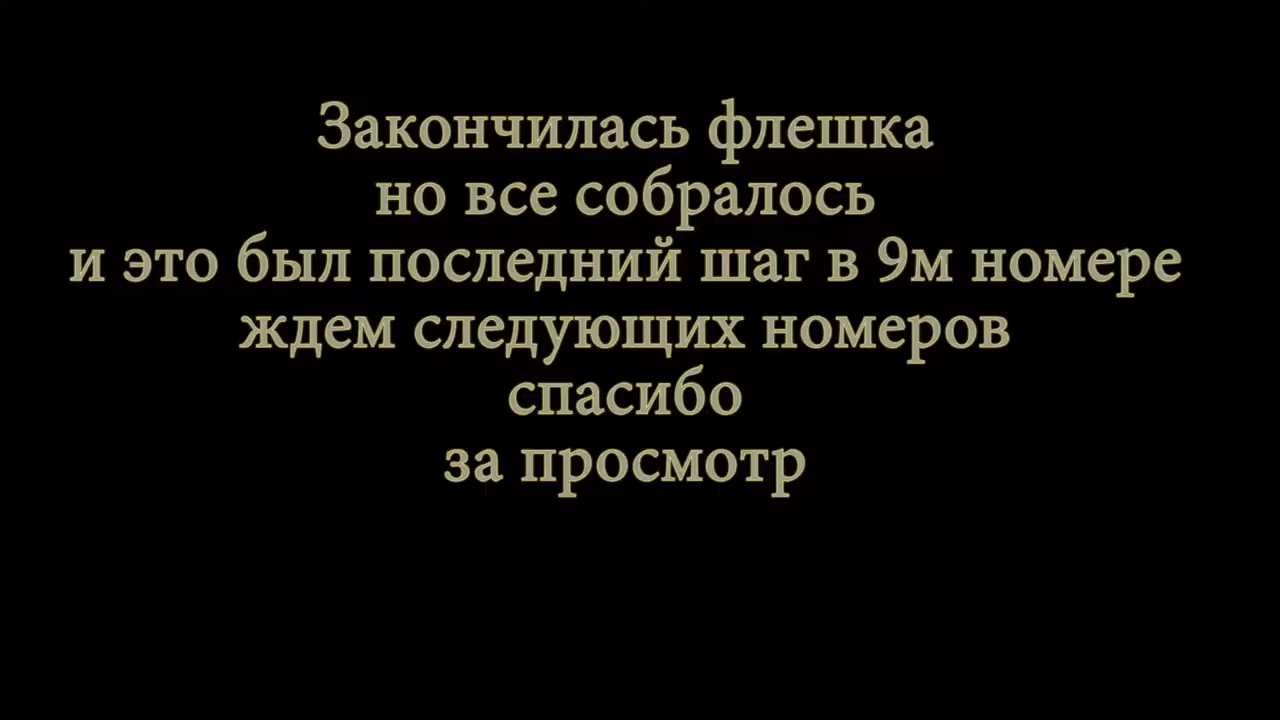 Закончилась флешка
но все собралось
и это был последний шаг в 9м номере
ждем следующих номеров
спасибо
за просмотр